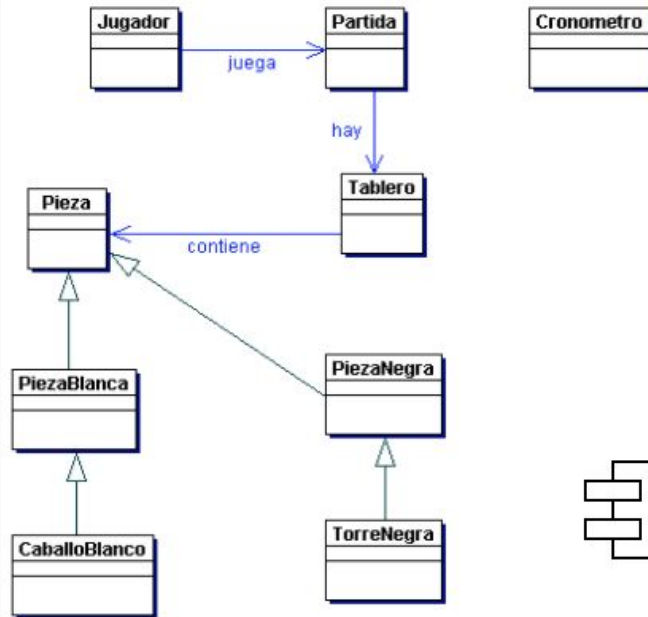 Jugador
Partida
Cronometro
juega
hay
Pieza
Tablero
contiene
PiezaBlanca
PiezaNegra
CaballoBlanco
TorreNegra